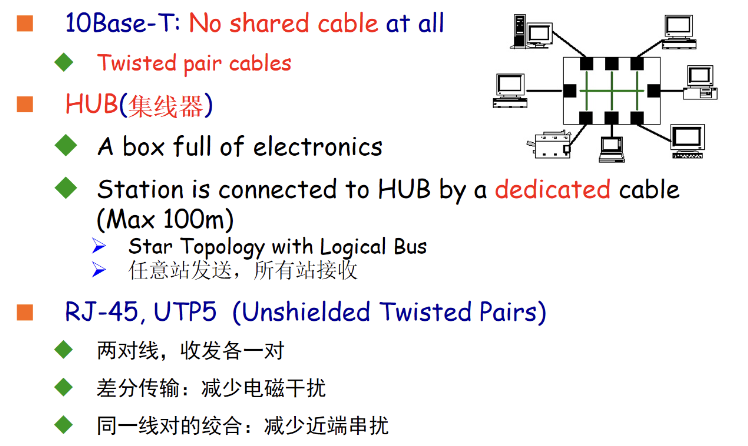 10Base-T: No shared cable at all
Twisted pair cables
HUB(集线器)
A box full of electronics
Station is connected to HUB by a dedicated cable
(Max 100m)
Star Topology with Logical Bus
任意站发送，所有站接收
RJ-45, UTP5 (Unshielded Twisted Pairs)
两对线，收发各一对
差分传输：减少电磁干扰
同一线对的绞合：减少近端串扰